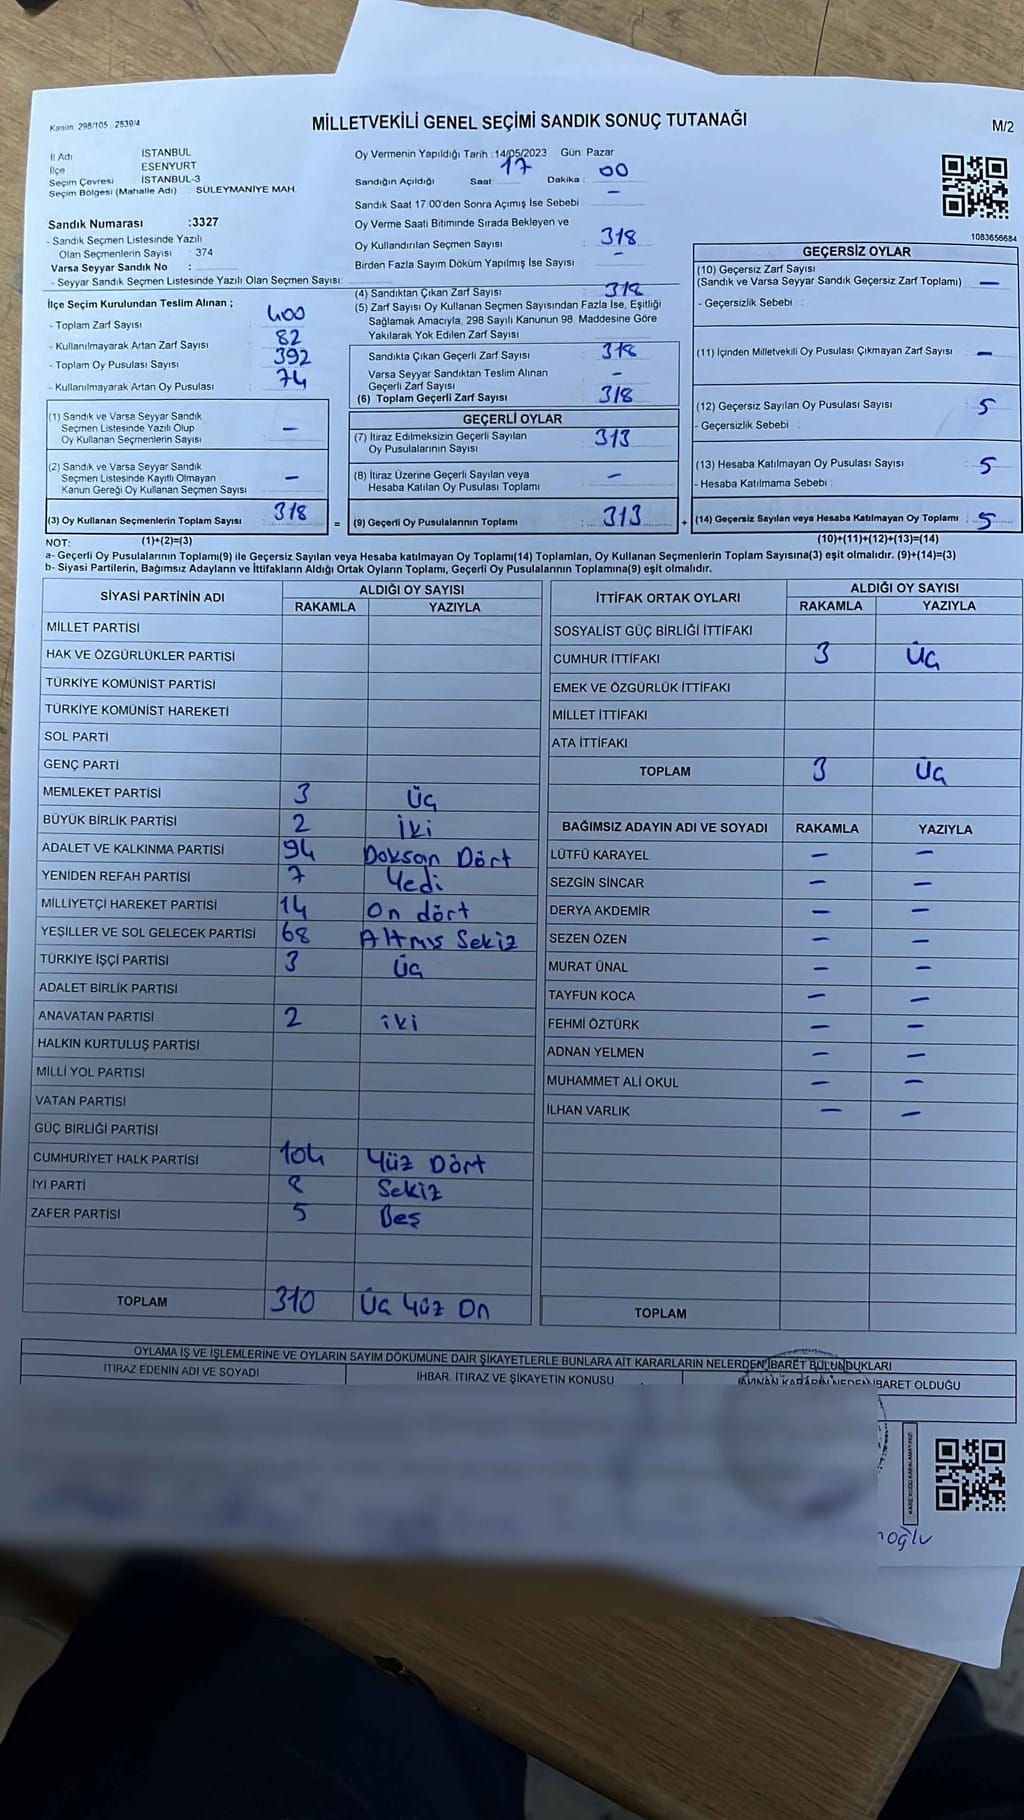 Kanun: 298/105, 2839/4
MİLLETVEKİLİ GENEL SEÇİMİ SANDIK SONUÇ TUTANAĞI
M/2
İl Adı İSTANBUL
İlçe ESENYURT
Seçim Çevresi İSTANBUL-3
Seçim Bölgesi (Mahalle Adı) : SÜLEYMANİYE MAH.
Sandık Numarası :3327
- Sandık Seçmen Listesinde Yazılı
Olan Seçmenlerin Sayısı : 374
Varsa Seyyar Sandık No :
- Seyyar Sandık Seçmen Listesinde Yazılı Olan Seçmen Sayısı:
Oy Vermenin Yapıldığı Tarih :14/05/2023 Gün: Pazar
Sandığın Açıldığı Saat: 17 Dakika : 00
Sandık Saat 17:00'den Sonra Açımış İse Sebebi —
Oy Verme Saati Bitiminde Sırada Bekleyen ve
Oy Kullandırılan Seçmen Sayısı 318
Birden Fazla Sayım Döküm Yapılmış İse Sayısı —
1083656684
İlçe Seçim Kurulundan Teslim Alınan ;
- Toplam Zarf Sayısı 400
- Kullanılmayarak Artan Zarf Sayısı 82
- Toplam Oy Pusulası Sayısı 392
- Kullanılmayarak Artan Oy Pusulası 74
(1) Sandık ve Varsa Seyyar Sandık
Seçmen Listesinde Yazılı Olup
Oy Kullanan Seçmenlerin Sayısı —
(2) Sandık ve Varsa Seyyar Sandık
Seçmen Listesinde Kayıtlı Olmayan
Kanun Gereği Oy Kullanan Seçmen Sayısı —
(3) Oy Kullanan Seçmenlerin Toplam Sayısı 318 =
(4) Sandıktan Çıkan Zarf Sayısı 318
(5) Zarf Sayısı Oy Kullanan Seçmen Sayısından Fazla İse, Eşitliği
Sağlamak Amacıyla, 298 Sayılı Kanunun 98. Maddesine Göre
Yakılarak Yok Edilen Zarf Sayısı
Sandıkta Çıkan Geçerli Zarf Sayısı 318
Varsa Seyyar Sandıktan Teslim Alınan
Geçerli Zarf Sayısı —
(6) Toplam Geçerli Zarf Sayısı 318
GEÇERLİ OYLAR
(7) İtiraz Edilmeksizin Geçerli Sayılan
Oy Pusulalarının Sayısı 313
(8) İtiraz Üzerine Geçerli Sayılan veya
Hesaba Katılan Oy Pusulası Toplamı —
(9) Geçerli Oy Pusulalarının Toplamı 313 +
GEÇERSİZ OYLAR
(10) Geçersiz Zarf Sayısı
(Sandık ve Varsa Seyyar Sandık Geçersiz Zarf Toplamı) —
- Geçersizlik Sebebi :
(11) İçinden Milletvekili Oy Pusulası Çıkmayan Zarf Sayısı —
(12) Geçersiz Sayılan Oy Pusulası Sayısı : 5
- Geçersizlik Sebebi :
(13) Hesaba Katılmayan Oy Pusulası Sayısı : 5
- Hesaba Katılmama Sebebi :
(14) Geçersiz Sayılan veya Hesaba Katılmayan Oy Toplamı : 5
NOT: (1)+(2)=(3) (10)+(11)+(12)+(13)=(14)
a- Geçerli Oy Pusulalarının Toplamı(9) ile Geçersiz Sayılan veya Hesaba katılmayan Oy Toplamı(14) Toplamları, Oy Kullanan Seçmenlerin Toplam Sayısına(3) eşit olmalıdır. (9)+(14)=(3)
b- Siyasi Partilerin, Bağımsız Adayların ve İttifakların Aldığı Ortak Oyların Toplamı, Geçerli Oy Pusulalarının Toplamına(9) eşit olmalıdır.
SİYASİ PARTİNİN ADI ALDIĞI OY SAYISI
RAKAMLA YAZIYLA
MİLLET PARTİSİ
HAK VE ÖZGÜRLÜKLER PARTİSİ
TÜRKİYE KOMÜNİST PARTİSİ
TÜRKİYE KOMÜNİST HAREKETİ
SOL PARTİ
GENÇ PARTİ
MEMLEKET PARTİSİ 3 Üç
BÜYÜK BİRLİK PARTİSİ 2 İki
ADALET VE KALKINMA PARTİSİ 94 Doksan Dört
YENİDEN REFAH PARTİSİ 7 Yedi
MİLLİYETÇİ HAREKET PARTİSİ 14 On dört
YEŞİLLER VE SOL GELECEK PARTİSİ 68 Altmış Sekiz
TÜRKİYE İŞÇİ PARTİSİ 3 Üç
ADALET BİRLİK PARTİSİ
ANAVATAN PARTİSİ 2 iki
HALKIN KURTULUŞ PARTİSİ
MİLLİ YOL PARTİSİ
VATAN PARTİSİ
GÜÇ BİRLİĞİ PARTİSİ
CUMHURİYET HALK PARTİSİ 104 Yüz Dört
İYİ PARTİ 8 Sekiz
ZAFER PARTİSİ 5 Beş
TOPLAM 310 Üç Yüz On
İTTİFAK ORTAK OYLARI ALDIĞI OY SAYISI
RAKAMLA YAZIYLA
SOSYALİST GÜÇ BİRLİĞİ İTTİFAKI
CUMHUR İTTİFAKI 3 Üç
EMEK VE ÖZGÜRLÜK İTTİFAKI
MİLLET İTTİFAKI
ATA İTTİFAKI
TOPLAM 3 Üç
BAĞIMSIZ ADAYIN ADI VE SOYADI RAKAMLA YAZIYLA
LÜTFÜ KARAYEL — —
SEZGİN SİNCAR — —
DERYA AKDEMİR — —
SEZEN ÖZEN — —
MURAT ÜNAL — —
TAYFUN KOCA — —
FEHMİ ÖZTÜRK — —
ADNAN YELMEN — —
MUHAMMET ALİ OKUL — —
İLHAN VARLIK — —
TOPLAM
OYLAMA İŞ VE İŞLEMLERİNE VE OYLARIN SAYIM DÖKÜMÜNE DAİR ŞİKAYETLERLE BUNLARA AİT KARARLARIN NELERDEN İBARET BULUNDUKLARI
İTİRAZ EDENİN ADI VE SOYADI İHBAR, İTİRAZ VE ŞİKAYETİN KONUSU ALINAN KARARIN NEDEN İBARET OLDUĞU
oğlu